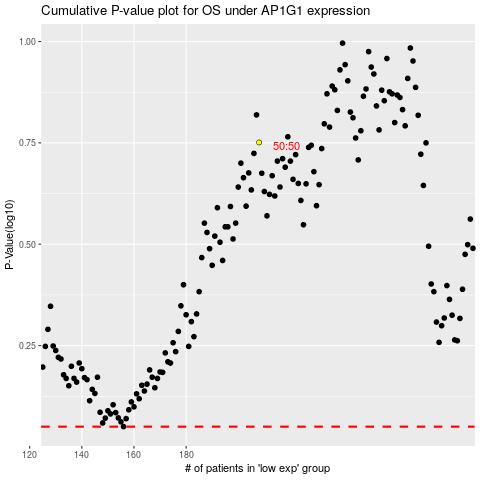 Cumulative P-value plot for OS under AP1G1 expression
1.00
0.75
50:50
0.50
0.25
P-Value(log10)
120 140 160 180
# of patients in 'low exp' group